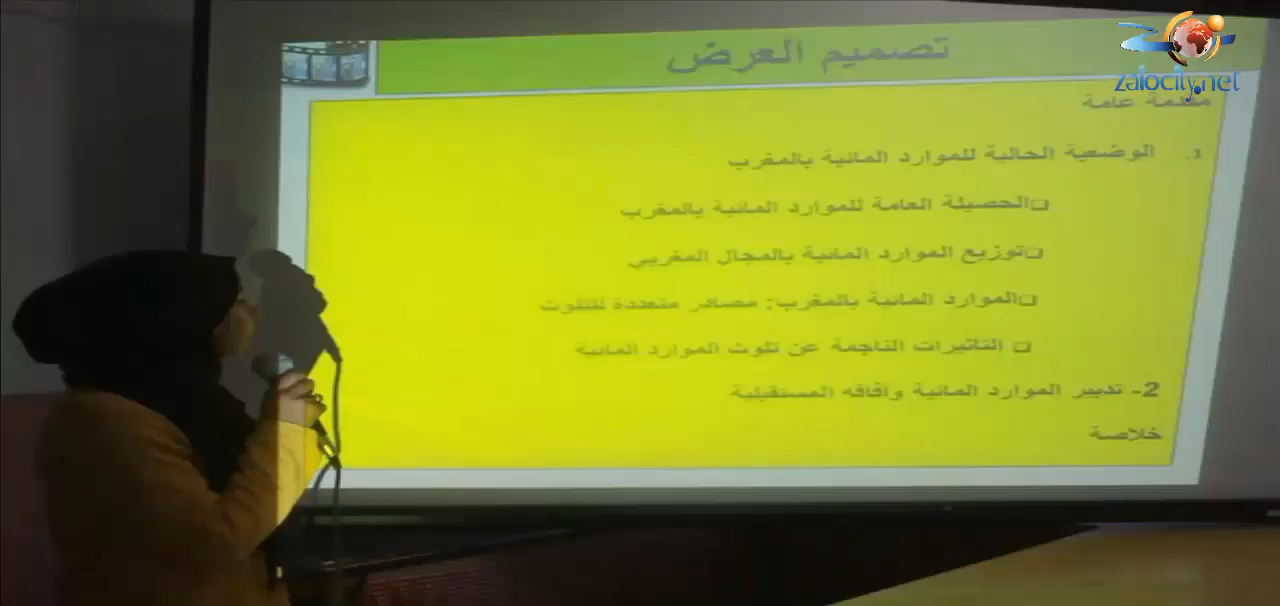 تصميم العرض
zalocity.net
مقدمة عامة
1. الوضعية الحالية للموارد المائية بالمغرب
الحصيلة العامة للموارد المائية بالمغرب
توزيع الموارد المائية بالمجال المغربي
الموارد المائية بالمغرب: مصادر متعددة للتلوث
التاثيرات الناجمة عن تلوث الموارد المائية
2- تدبير الموارد المائية وآفاقه المستقبلية
خلاصة